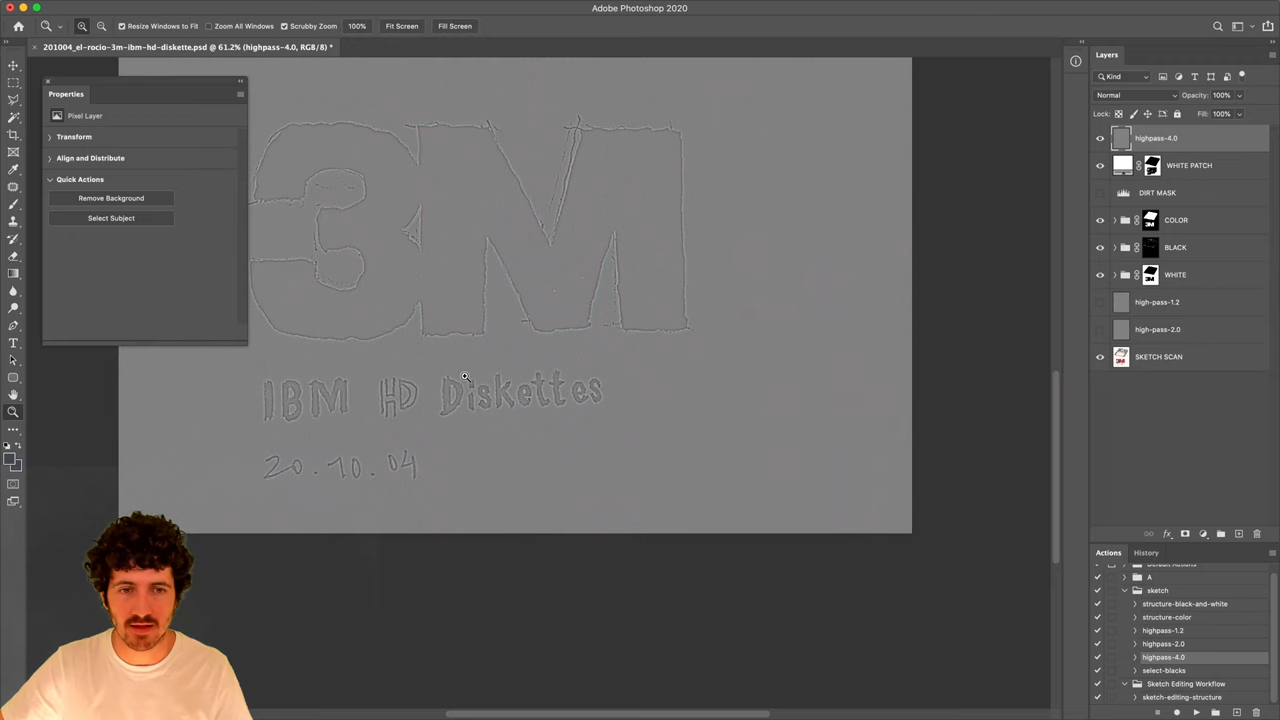 Adobe Photoshop 2020
Resize Windows to Fit Zoom All Windows Scrubby Zoom 100% Fit Screen Fill Screen
201004_el-rocio-3m-ibm-hd-diskette.psd @ 61.2% (highpass-4.0, RGB/8) *
Properties
Pixel Layer
Transform
Align and Distribute
Quick Actions
Remove Background
Select Subject
3M
IBM HD Diskettes
20.10.04
Layers
Kind
Normal Opacity: 100%
Lock: Fill: 100%
highpass-4.0
WHITE PATCH
DIRT MASK
COLOR
BLACK
WHITE
high-pass-1.2
high-pass-2.0
SKETCH SCAN
Actions History
Default Actions
A
sketch
structure-black-and-white
structure-color
highpass-1.2
highpass-2.0
highpass-4.0
select-blacks
Sketch Editing Workflow
sketch-editing-structure